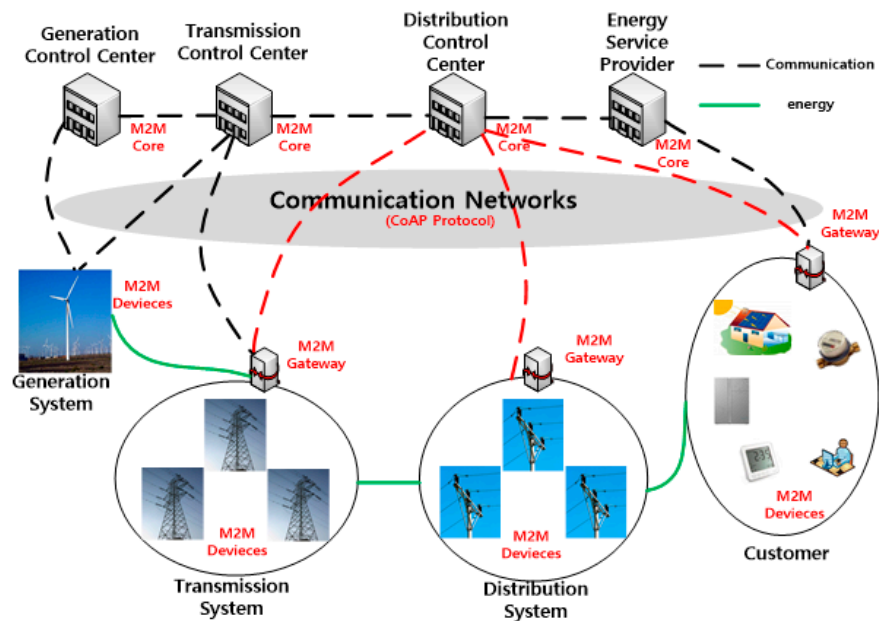 Generation
Control Center
Transmission
Control Center
Distribution
Control
Center
Energy
Service
Provider
Communication
energy
M2M
Core
M2M
Core
M2M
Core
M2M
Core
Communication Networks
(CoAP Protocol)
M2M
Gateway
M2M
Devieces
Generation
System
M2M
Gateway
M2M
Gateway
M2M
Devieces
Transmission
System
M2M
Devieces
Distribution
System
235
M2M
Devieces
Customer